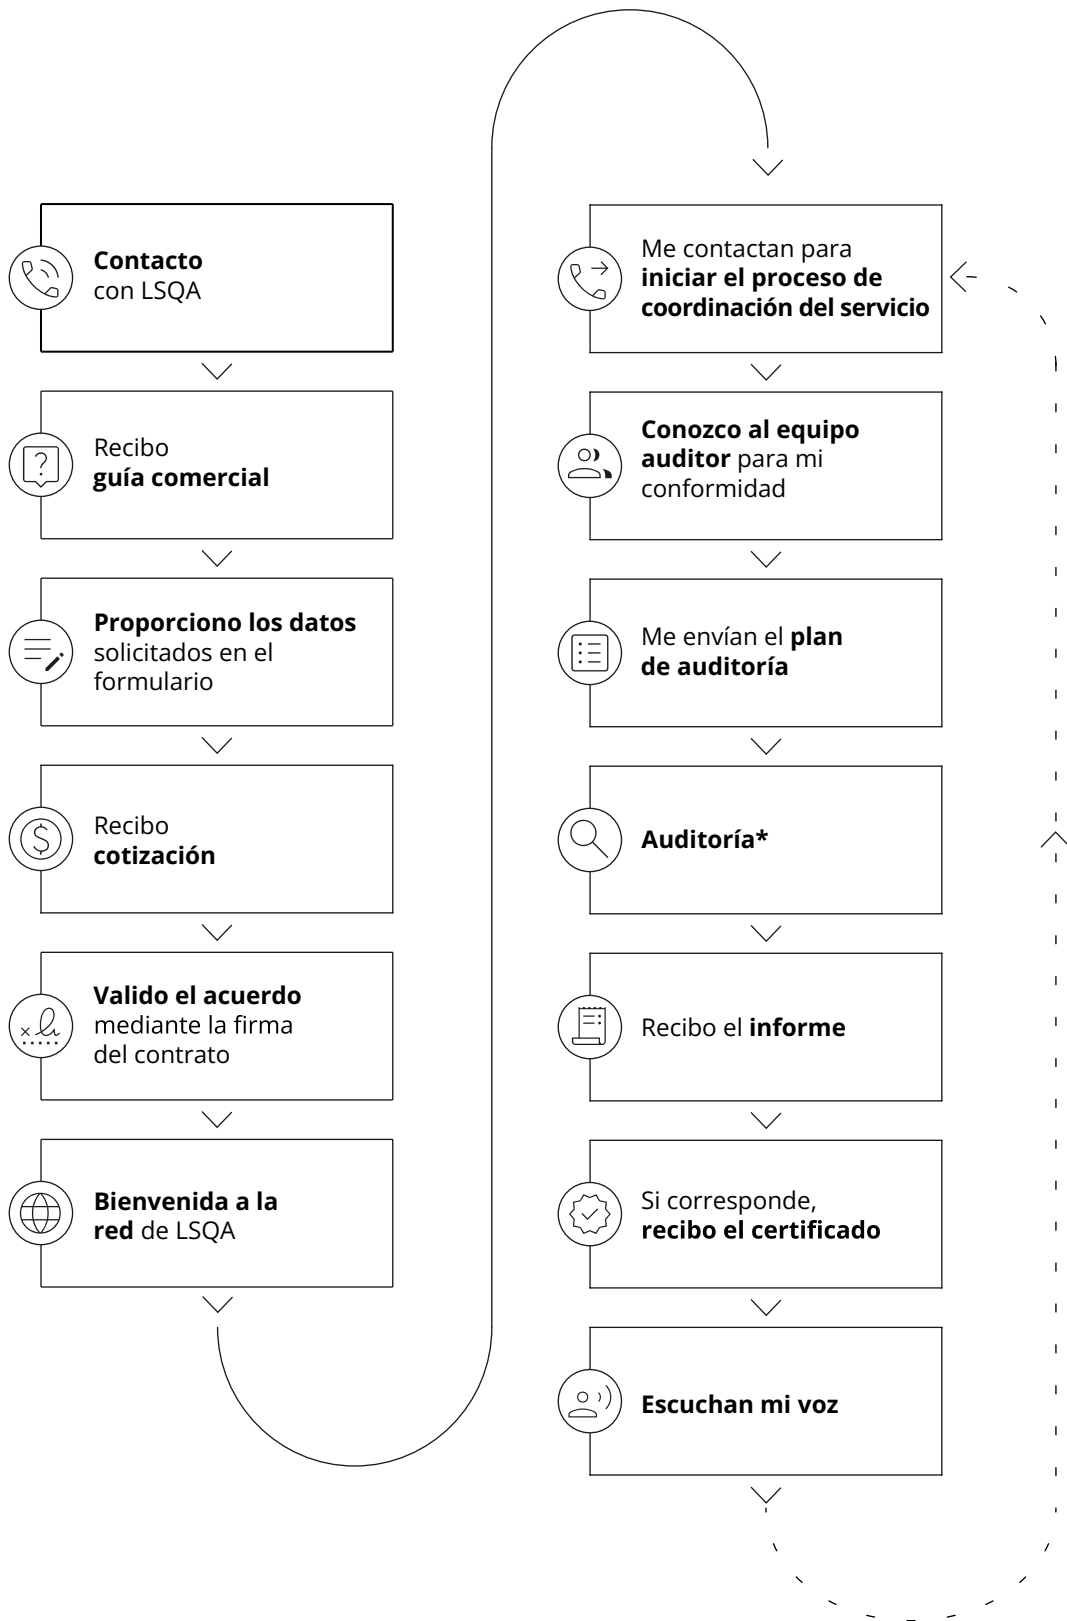 Contacto
con LSQA
Recibo
guía comercial
Proporciono los datos
solicitados en el
formulario
Recibo
cotización
Valido el acuerdo
mediante la firma
del contrato
Bienvenida a la
red de LSQA
Me contactan para
iniciar el proceso de
coordinación del servicio
Conozco al equipo
auditor para mi
conformidad
Me envían el plan
de auditoría
Auditoría*
Recibo el informe
Si corresponde,
recibo el certificado
Escuchan mi voz